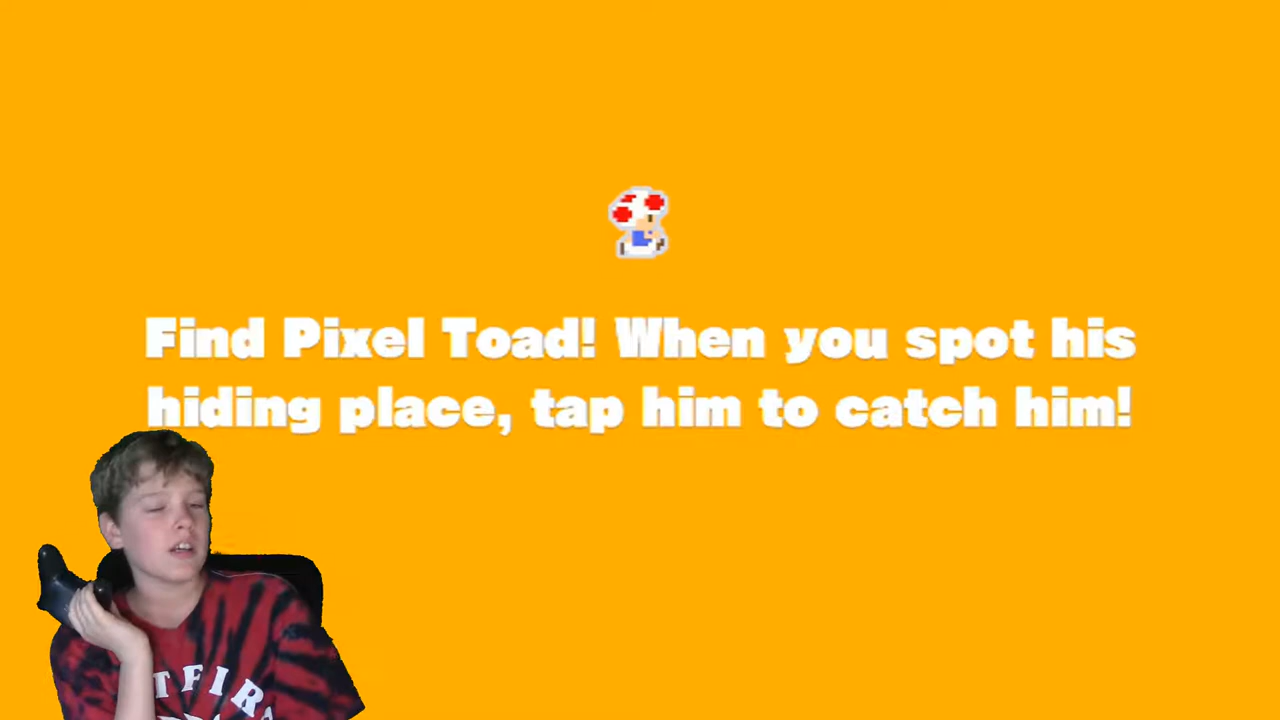 Find Pixel Toad! When you spot his
hiding place, tap him to catch him!